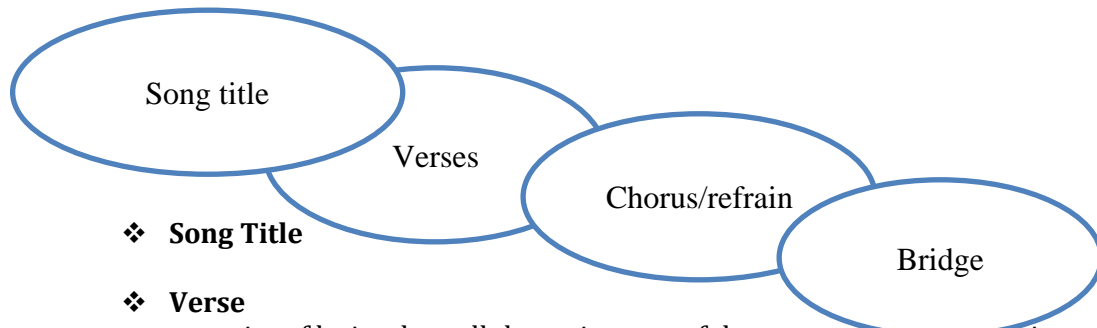 Song title
Verses
Chorus/refrain
Bridge
❖ Song Title
❖ Verse